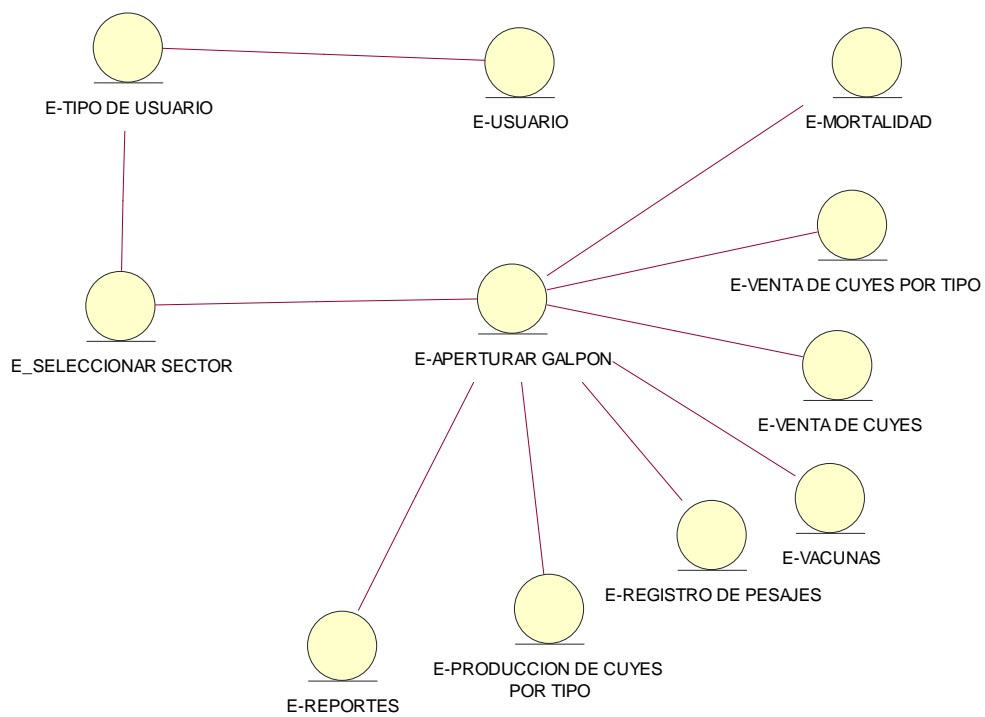 E-TIPO DE USUARIO
E-USUARIO
E-MORTALIDAD
E-VENTA DE CUYES POR TIPO
E_SELECCIONAR SECTOR
E-APERTURAR GALPON
E-VENTA DE CUYES
E-VACUNAS
E-REGISTRO DE PESAJES
E-PRODUCCION DE CUYES
POR TIPO
E-REPORTES